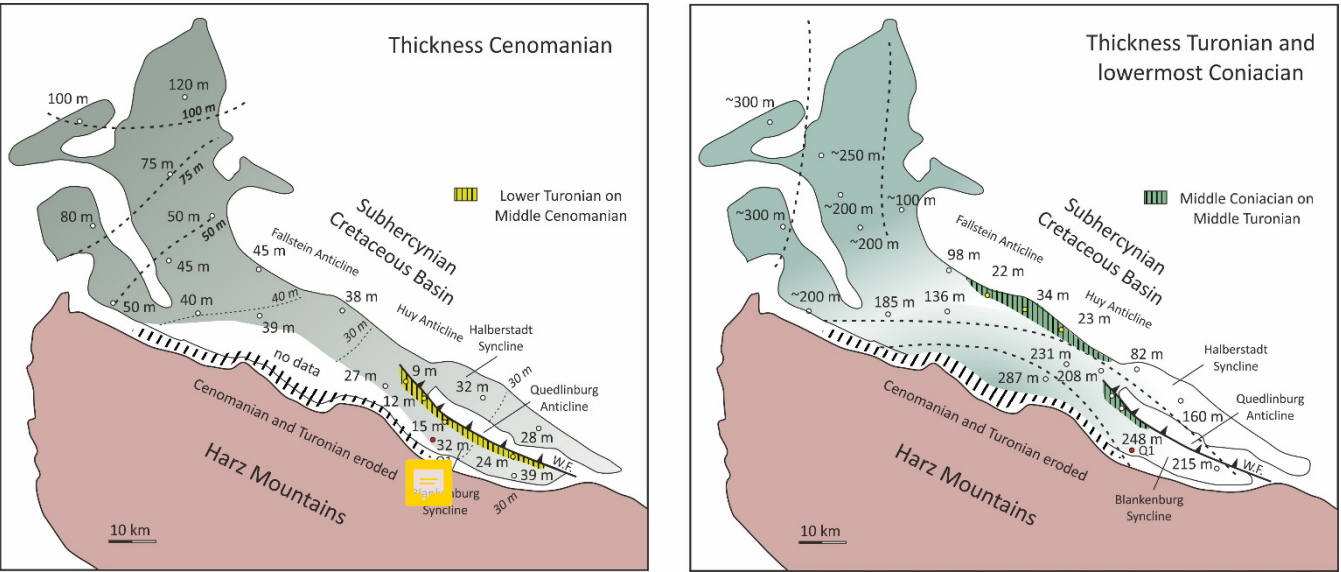 Thickness Cenomanian
120 m
100 m
100 m
75 m
75 m
80 m
50 m
50 m
45 m
45 m
50 m
40 m
40 m
39 m
38 m
30 m
no data
27 m
9 m
12 m
15 m
32 m
24 m
39 m
32 m
30 m
28 m
30 m
W.F.
Lower Turonian on
Middle Cenomanian
Subhercynian
Cretaceous Basin
Fallstein Anticline
Huy Anticline
Halberstadt
Syncline
Quedlinburg
Anticline
Syncline
Cenomanian and Turonian eroded
Harz Mountains
10 km
Thickness Turonian and
lowermost Coniacian
~300 m
~250 m
~200 m
~100 m
~300 m
~200 m
~200 m
185 m
136 m
98 m
22 m
34 m
23 m
231 m
287 m
208 m
82 m
160 m
248 m
Q1
215 m
W.F.
Middle Coniacian on
Middle Turonian
Subhercynian
Cretaceous Basin
Fallstein Anticline
Huy Anticline
Halberstadt
Syncline
Quedlinburg
Anticline
Blankenburg
Syncline
Cenomanian and Turonian eroded
Harz Mountains
10 km